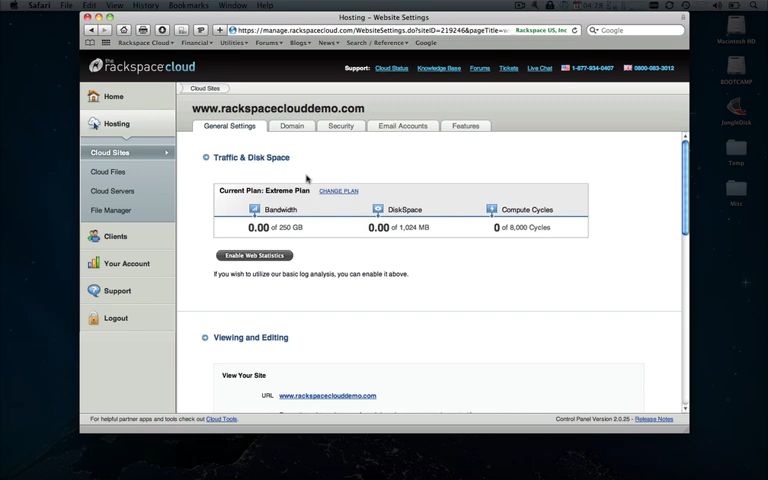 Safari File Edit View History Bookmarks Window Help
Hosting – Website Settings
https://manage.rackspacecloud.com/WebsiteSettings.do?siteID=219246&pageTitle=w
Rackspace US, Inc
Google
Rackspace Cloud Financial Utilities Forums Blogs News Search / Reference Google
the rackspacecloud
Support: Cloud Status Knowledge Base Forums Tickets Live Chat 1-877-934-0407 0800-083-3012
Home
Hosting
Cloud Sites
Cloud Files
Cloud Servers
File Manager
Clients
Your Account
Support
Logout
Cloud Sites
www.rackspaceclouddemo.com
General Settings Domain Security Email Accounts Features
Traffic & Disk Space
Current Plan: Extreme Plan CHANGE PLAN
Bandwidth DiskSpace Compute Cycles
0.00 of 250 GB 0.00 of 1,024 MB 0 of 8,000 Cycles
Enable Web Statistics
If you wish to utilize our basic log analysis, you can enable it above.
Viewing and Editing
View Your Site
URL www.rackspaceclouddemo.com
For helpful partner apps and tools check out Cloud Tools.
Control Panel Version 2.0.25 - Release Notes
Macintosh HD
BOOTCAMP
JungleDisk
Temp
Misc